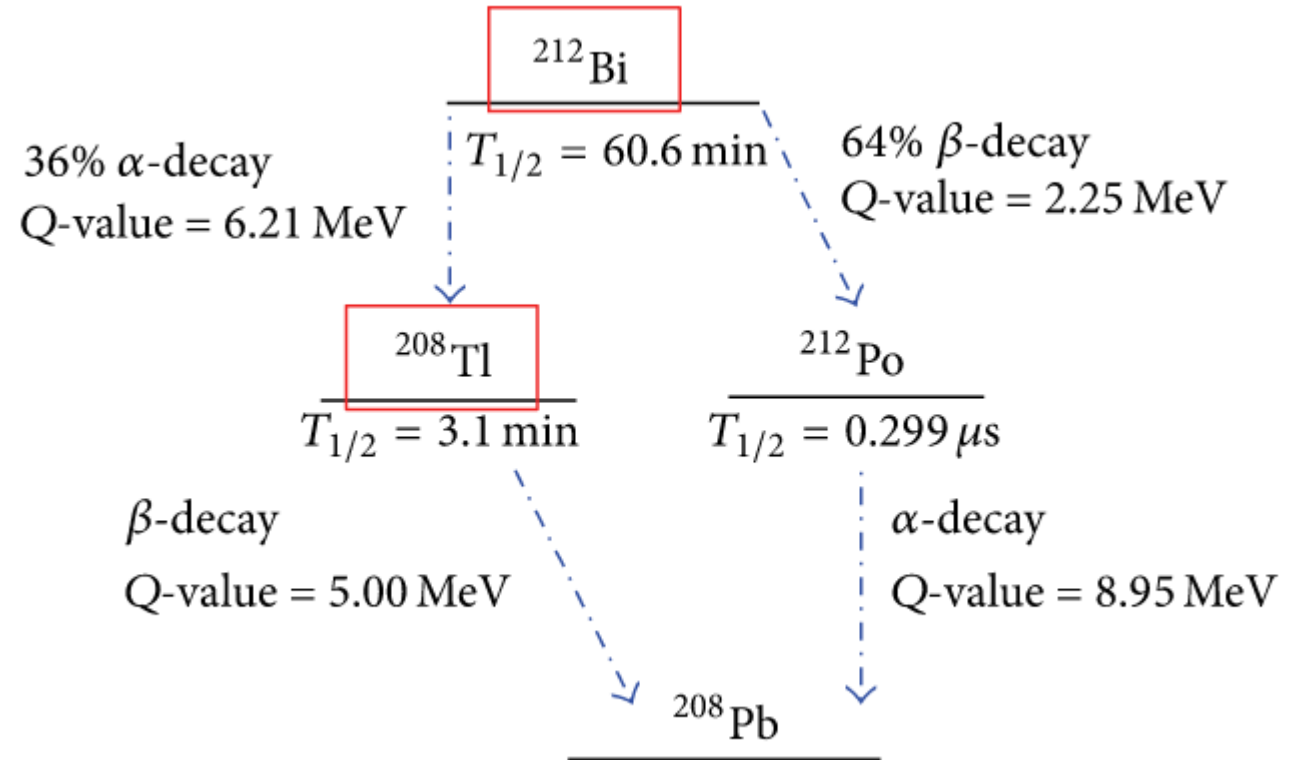 ²¹²Bi
T₁/₂ = 60.6 min
36% α-decay
Q-value = 6.21 MeV
64% β-decay
Q-value = 2.25 MeV
²⁰⁸Tl
T₁/₂ = 3.1 min
²¹²Po
T₁/₂ = 0.299 μs
β-decay
Q-value = 5.00 MeV
α-decay
Q-value = 8.95 MeV
²⁰⁸Pb